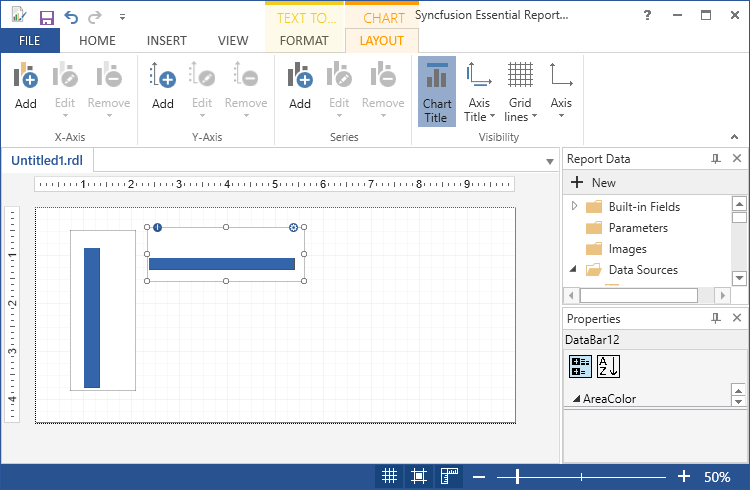 TEXT TO... CHART Syncfusion Essential Report...
FILE HOME INSERT VIEW FORMAT LAYOUT
Add Edit Remove Add Edit Remove Add Edit Remove Chart Title Axis Title Grid lines Axis
X-Axis Y-Axis Series Visibility
Untitled1.rdl
1 2 3 4 5 6 7 8 9
1
2
3
4
Report Data
New
Built-in Fields
Parameters
Images
Data Sources
Properties
DataBar12
A Z
AreaColor
50%